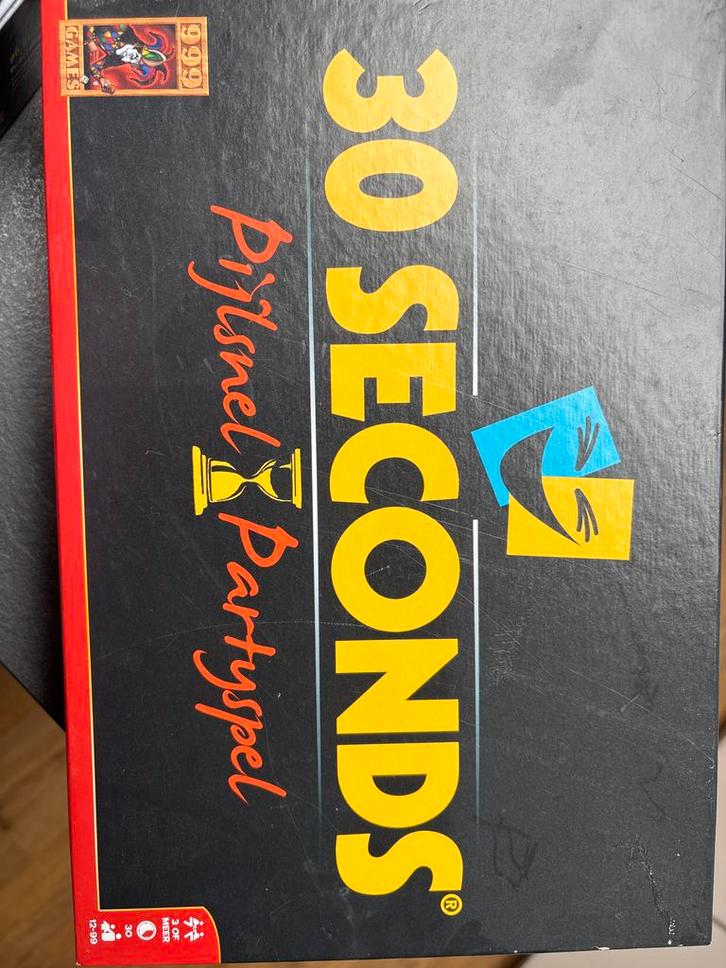 999
GAMES
30 SECONDS®
Pijlsnel Partyspel
3 OF
MEER
30
12-99